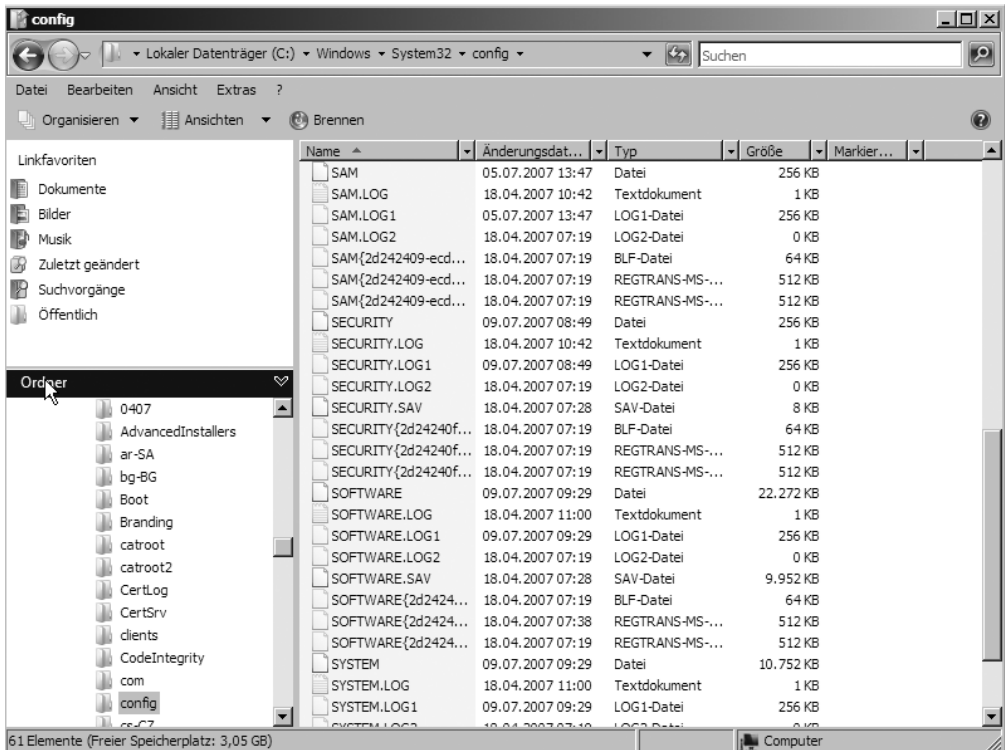 config
Lokaler Datenträger (C:) Windows System32 config
Suchen
Datei Bearbeiten Ansicht Extras ?
Organisieren Ansichten Brennen
Linkfavoriten
Dokumente
Bilder
Musik
Zuletzt geändert
Suchvorgänge
Öffentlich
Ordner
0407
AdvancedInstallers
ar-SA
bg-BG
Boot
Branding
catroot
catroot2
CertLog
CertSrv
clients
CodeIntegrity
com
config
cs-CZ
Name Änderungsdat... Typ Größe Markier...
SAM 05.07.2007 13:47 Datei 256 KB
SAM.LOG 18.04.2007 10:42 Textdokument 1 KB
SAM.LOG1 05.07.2007 13:47 LOG1-Datei 256 KB
SAM.LOG2 18.04.2007 07:19 LOG2-Datei 0 KB
SAM{2d242409-ecd... 18.04.2007 07:19 BLF-Datei 64 KB
SAM{2d242409-ecd... 18.04.2007 07:19 REGTRANS-MS-... 512 KB
SAM{2d242409-ecd... 18.04.2007 07:19 REGTRANS-MS-... 512 KB
SECURITY 09.07.2007 08:49 Datei 256 KB
SECURITY.LOG 18.04.2007 10:42 Textdokument 1 KB
SECURITY.LOG1 09.07.2007 08:49 LOG1-Datei 256 KB
SECURITY.LOG2 18.04.2007 07:19 LOG2-Datei 0 KB
SECURITY.SAV 18.04.2007 07:28 SAV-Datei 8 KB
SECURITY{2d24240f... 18.04.2007 07:19 BLF-Datei 64 KB
SECURITY{2d24240f... 18.04.2007 07:19 REGTRANS-MS-... 512 KB
SECURITY{2d24240f... 18.04.2007 07:19 REGTRANS-MS-... 512 KB
SOFTWARE 09.07.2007 09:29 Datei 22.272 KB
SOFTWARE.LOG 18.04.2007 11:00 Textdokument 1 KB
SOFTWARE.LOG1 09.07.2007 09:29 LOG1-Datei 256 KB
SOFTWARE.LOG2 18.04.2007 07:19 LOG2-Datei 0 KB
SOFTWARE.SAV 18.04.2007 07:28 SAV-Datei 9.952 KB
SOFTWARE{2d2424... 18.04.2007 07:19 BLF-Datei 64 KB
SOFTWARE{2d2424... 18.04.2007 07:38 REGTRANS-MS-... 512 KB
SOFTWARE{2d2424... 18.04.2007 07:19 REGTRANS-MS-... 512 KB
SYSTEM 09.07.2007 09:29 Datei 10.752 KB
SYSTEM.LOG 18.04.2007 11:00 Textdokument 1 KB
SYSTEM.LOG1 09.07.2007 09:29 LOG1-Datei 256 KB
SYSTEM.LOG2 18.04.2007 07:19 LOG2-Datei 0 KB
61 Elemente (Freier Speicherplatz: 3,05 GB) Computer